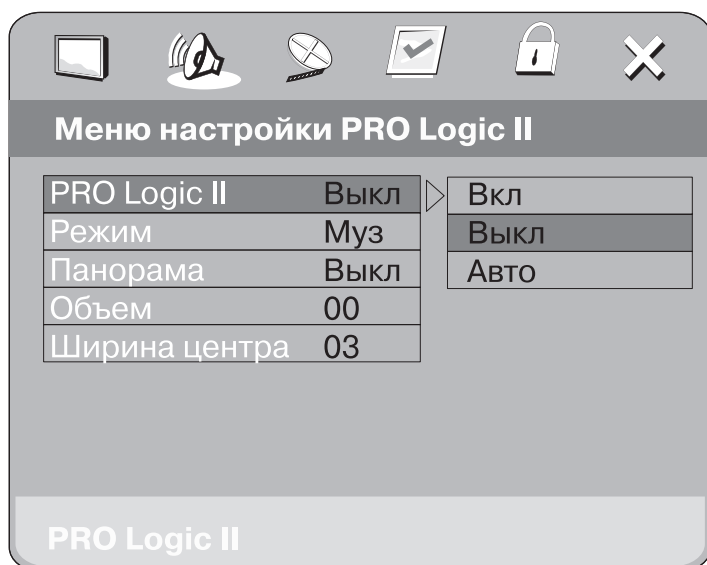 Меню настройки PRO Logic II
PRO Logic II Выкл Вкл
Режим Муз Выкл
Панорама Выкл Авто
Объем 00
Ширина центра 03
PRO Logic II